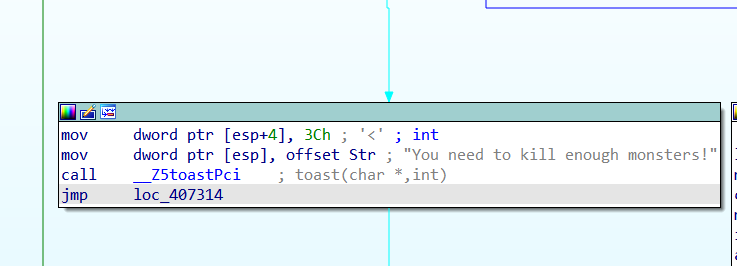 mov dword ptr [esp+4], 3Ch ; '<' ; int
mov dword ptr [esp], offset Str ; "You need to kill enough monsters!"
call __Z5toastPci ; toast(char *,int)
jmp loc_407314